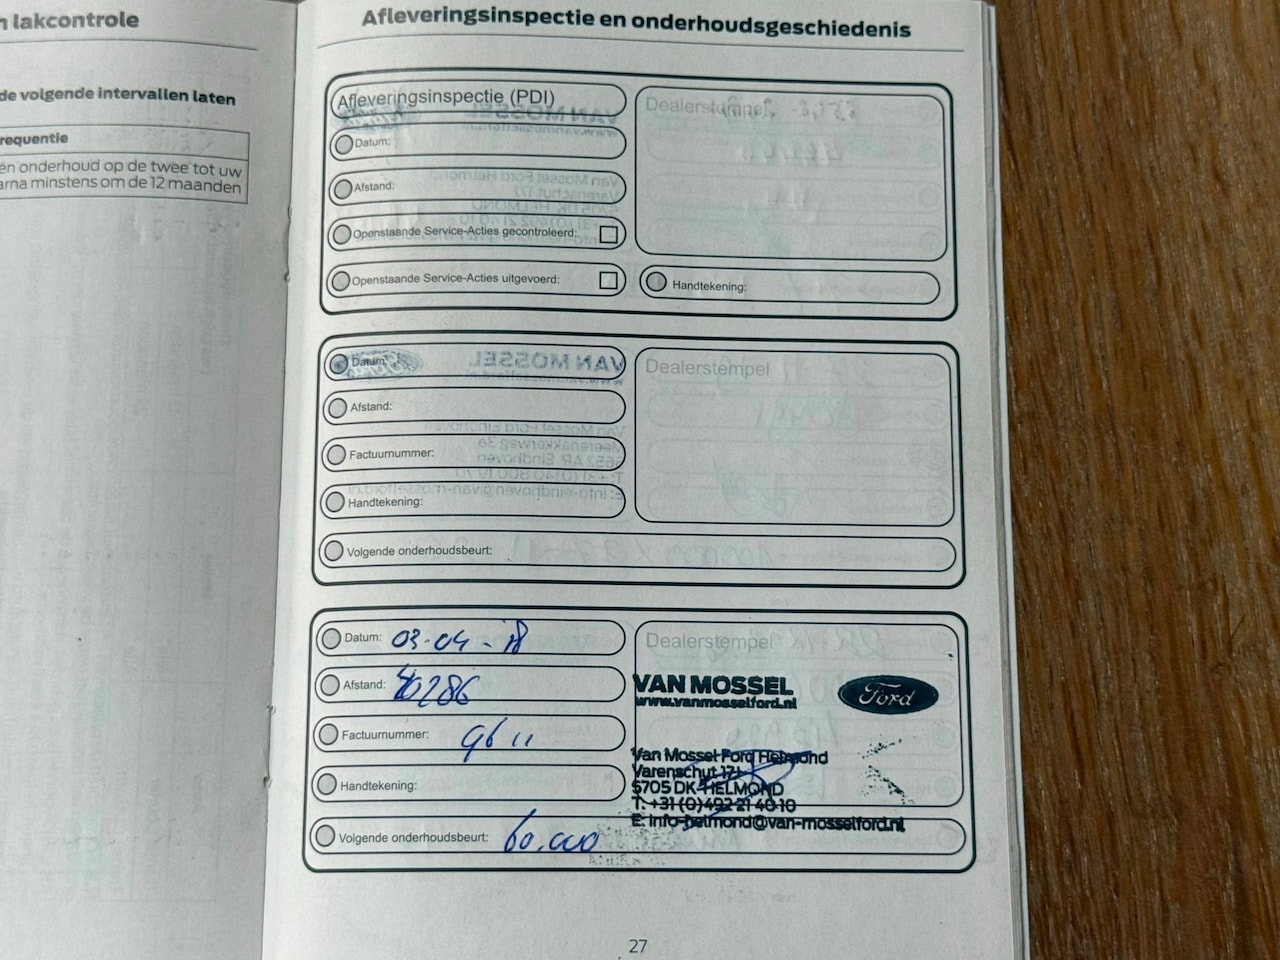 n lakcontrole
de volgende intervallen laten
requentie
én onderhoud op de twee tot uw
arna minstens om de 12 maanden
Afleveringsinspectie en onderhoudsgeschiedenis
Afleveringsinspectie (PDI)
Datum:
Afstand:
Openstaande Service-Acties gecontroleerd:
Openstaande Service-Acties uitgevoerd:
Dealerstempel
Handtekening:
Datum:
Afstand:
Factuurnummer:
Handtekening:
Volgende onderhoudsbeurt:
Dealerstempel
Datum: 03-04-18
Afstand: 40286
Factuurnummer:
Handtekening:
Volgende onderhoudsbeurt: 60.000
Dealerstempel
VAN MOSSEL
www.vanmosselford.nl
Ford
Van Mossel Ford Helmond
Varenschut 171
5705 DK HELMOND
T: +31 (0) 492 21 40 10
E: info-helmond@van-mosselford.nl
27